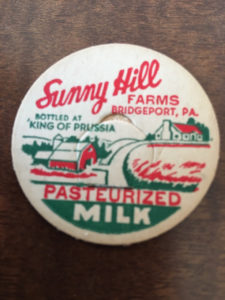 Sunny Hill
FARMS
BRIDGEPORT, PA.
BOTTLED AT
KING OF PRUSSIA
PASTEURIZED
MILK